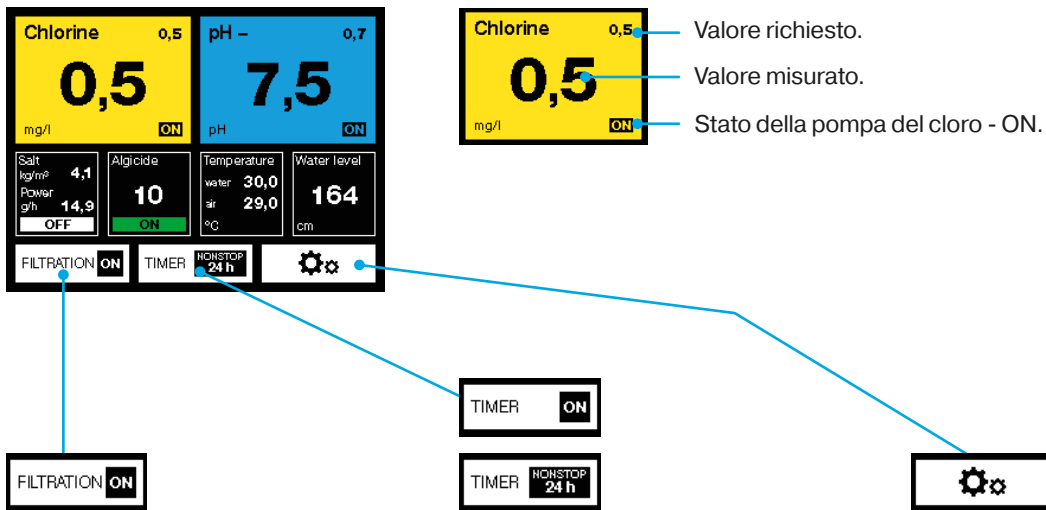 Chlorine 0,5
0,5
mg/l ON
pH – 0,7
7,5
pH ON
Salt
kg/m³ 4,1
Power
g/h 14,9
OFF
Algicide
10
ON
Temperature
water 30,0
air 29,0
°C
Water level
164
cm
FILTRATION ON
TIMER NONSTOP
24 h
Chlorine 0,5
0,5
mg/l ON
Valore richiesto.
Valore misurato.
Stato della pompa del cloro - ON.
TIMER ON
FILTRATION ON
TIMER NONSTOP
24 h